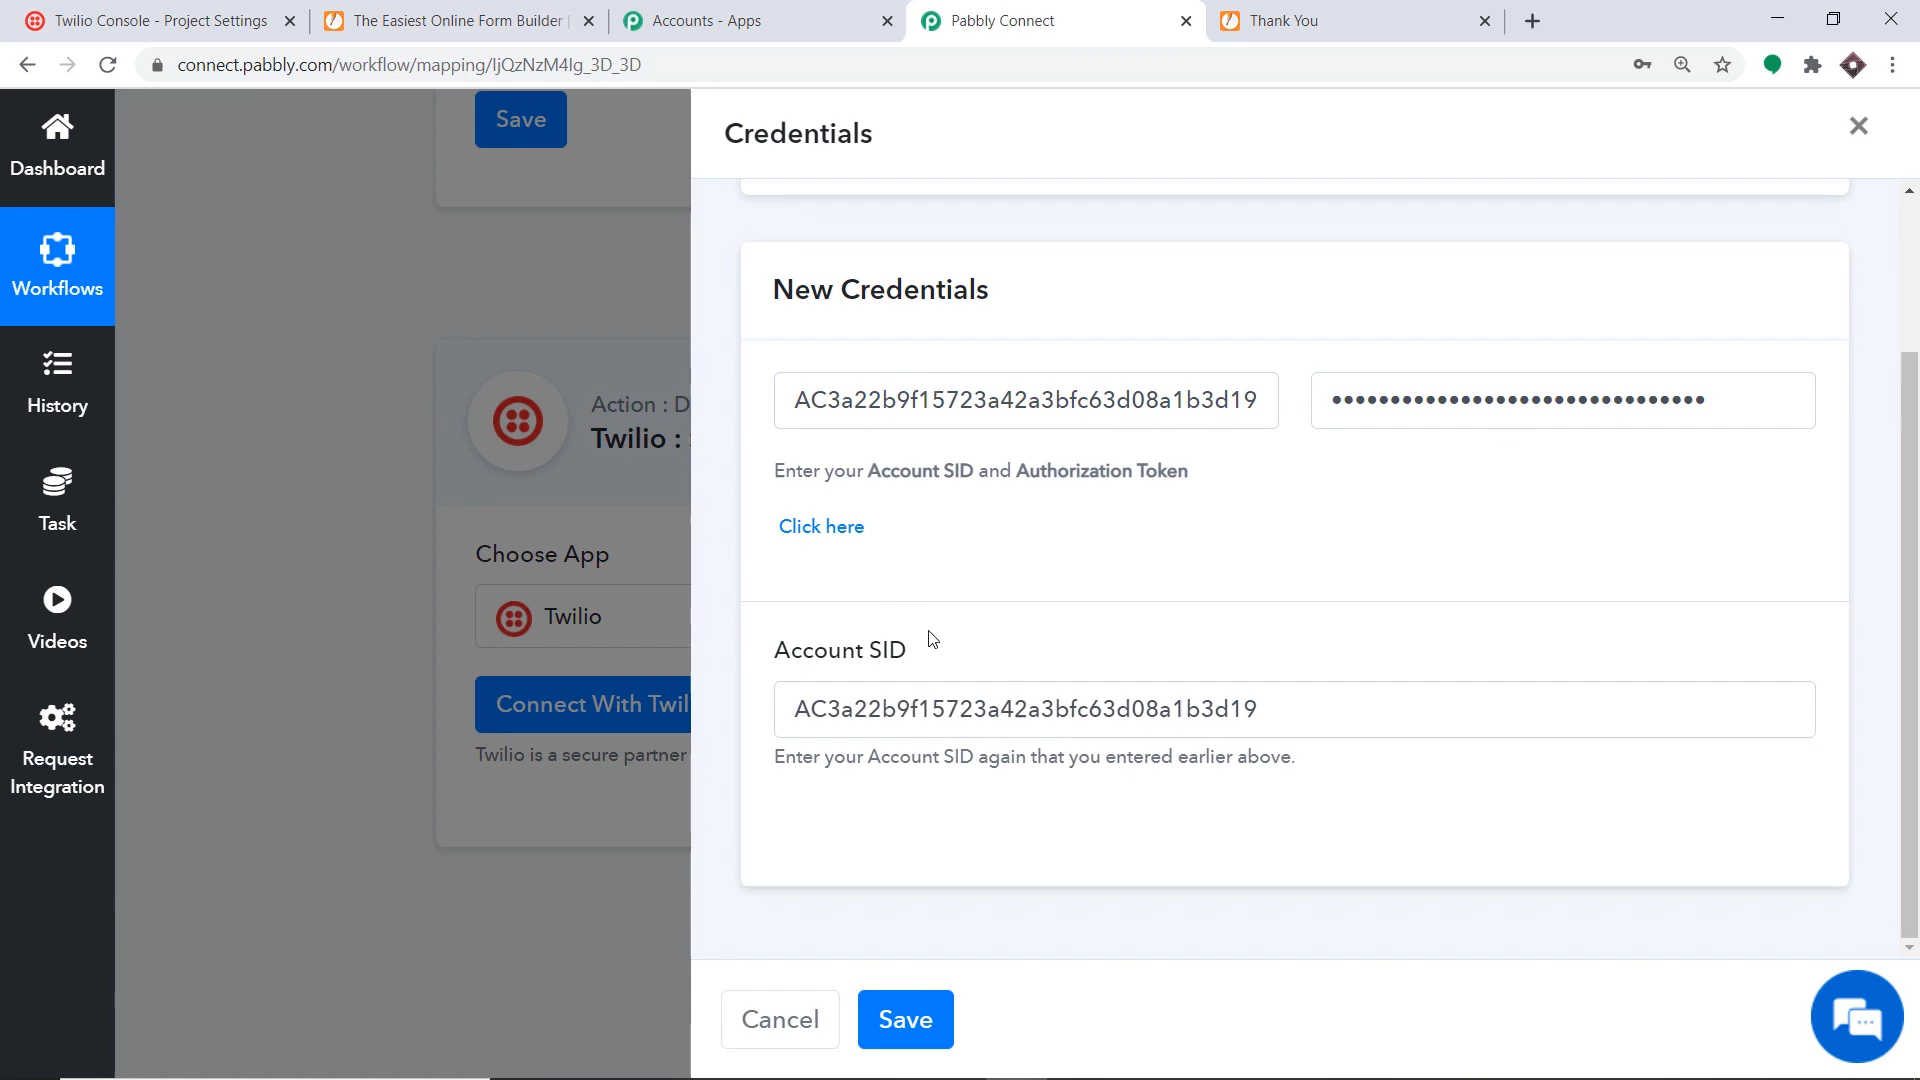 Twilio Console - Project Settings
The Easiest Online Form Builder
Accounts - Apps
Pabbly Connect
Thank You
connect.pabbly.com/workflow/mapping/IjQzNzM4Ig_3D_3D
Dashboard
Workflows
History
Task
Videos
Request
Integration
Save
Action : D
Twilio :
Choose App
Twilio
Connect With Twil
Twilio is a secure partner
Credentials
New Credentials
AC3a22b9f15723a42a3bfc63d08a1b3d19
Enter your Account SID and Authorization Token
Click here
Account SID
AC3a22b9f15723a42a3bfc63d08a1b3d19
Enter your Account SID again that you entered earlier above.
Cancel
Save